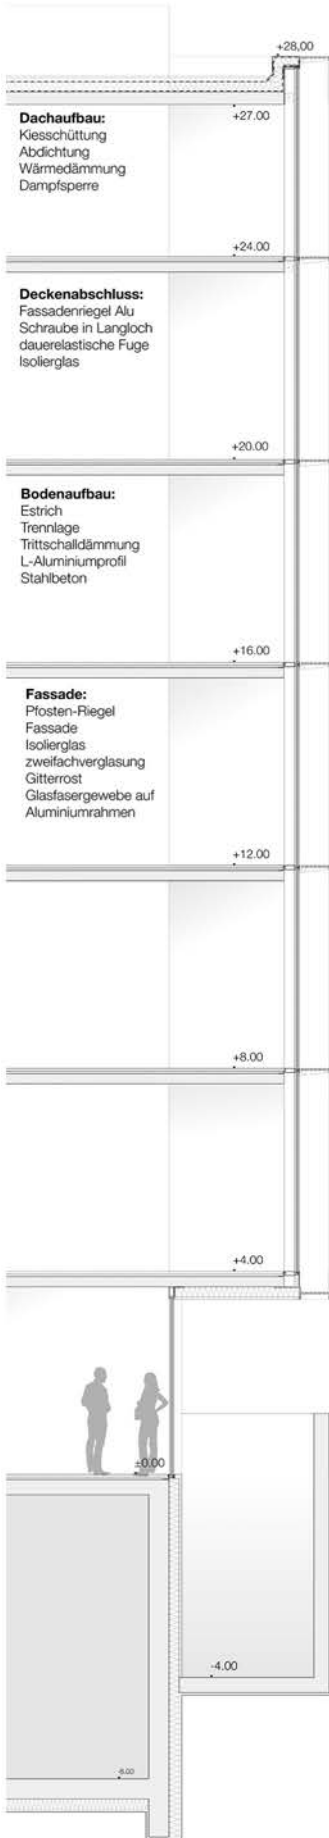 +28,00
+27.00
Dachaufbau:
Kiesschüttung
Abdichtung
Wärmedämmung
Dampfsperre
+24.00
Deckenabschluss:
Fassadenriegel Alu
Schraube in Langloch
dauerelastische Fuge
Isolierglas
+20.00
Bodenaufbau:
Estrich
Trennlage
Trittschalldämmung
L-Aluminiumprofil
Stahlbeton
+16.00
Fassade:
Pfosten-Riegel
Fassade
Isolierglas
zweifachverglasung
Gitterrost
Glasfasergewebe auf
Aluminiumrahmen
+12.00
+8.00
+4.00
±0.00
-4.00
-6.00